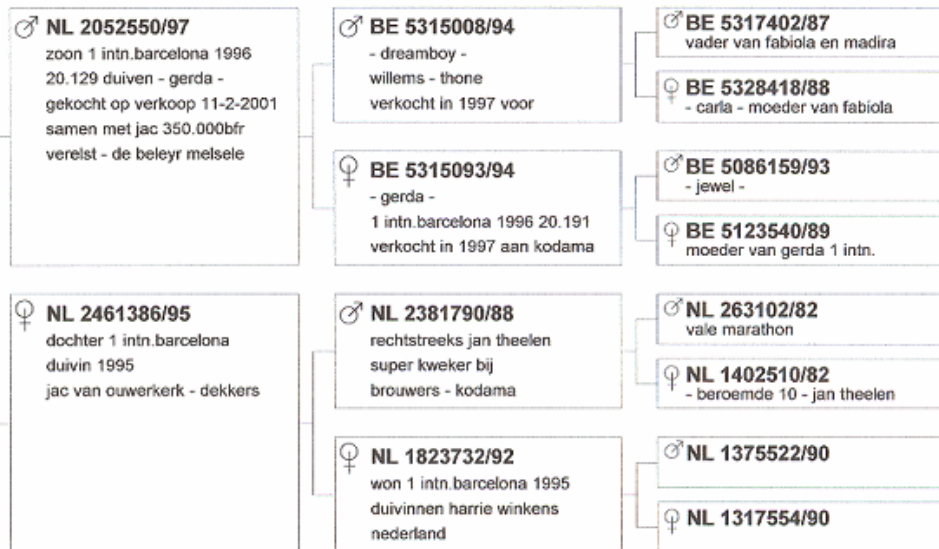 NL 2052550/97
zoon 1 intn.barcelona 1996
20.129 duiven - gerda -
gekocht op verkoop 11-2-2001
samen met jac 350.000bfr
verelst - de beleyr melsele
BE 5315008/94
- dreamboy -
willems - thone
verkocht in 1997 voor
BE 5317402/87
vader van fabiola en madira
BE 5328418/88
- carla - moeder van fabiola
BE 5315093/94
- gerda -
1 intn.barcelona 1996 20.191
verkocht in 1997 aan kodama
BE 5086159/93
- jewel -
BE 5123540/89
moeder van gerda 1 intn.
NL 2461386/95
dochter 1 intn.barcelona
duivin 1995
jac van ouwerkerk - dekkers
NL 2381790/88
rechtstreeks jan theelen
super kweker bij
brouwers - kodama
NL 263102/82
vale marathon
NL 1402510/82
- beroemde 10 - jan theelen
NL 1823732/92
won 1 intn.barcelona 1995
duivinnen harrie winkens
nederland
NL 1375522/90
NL 1317554/90